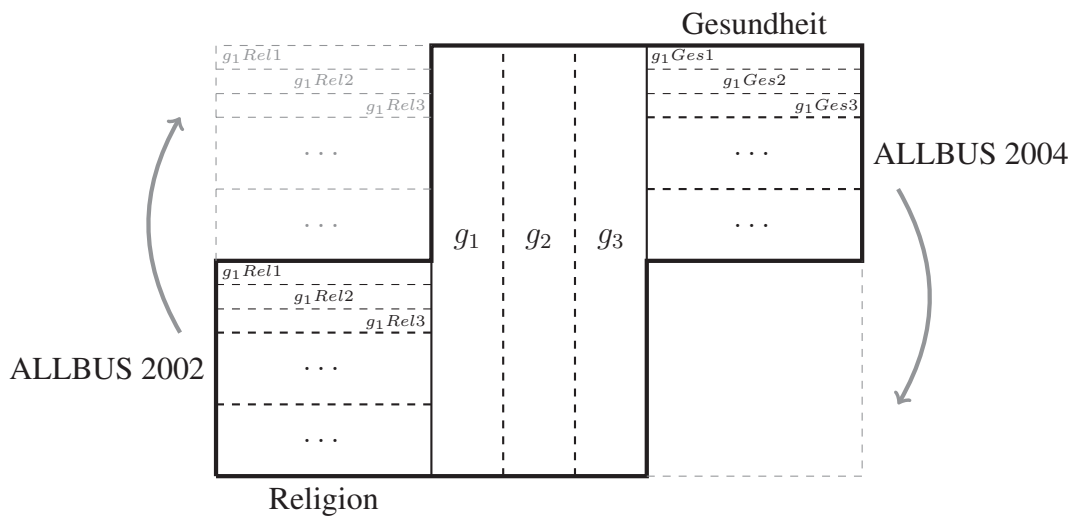 Gesundheit
g₁Rel1
g₁Rel2
g₁Rel3
. . .
. . .
g₁Ges1
g₁Ges2
g₁Ges3
. . .
. . .
ALLBUS 2004
g₁ g₂ g₃
g₁Rel1
g₁Rel2
g₁Rel3
. . .
. . .
ALLBUS 2002
Religion